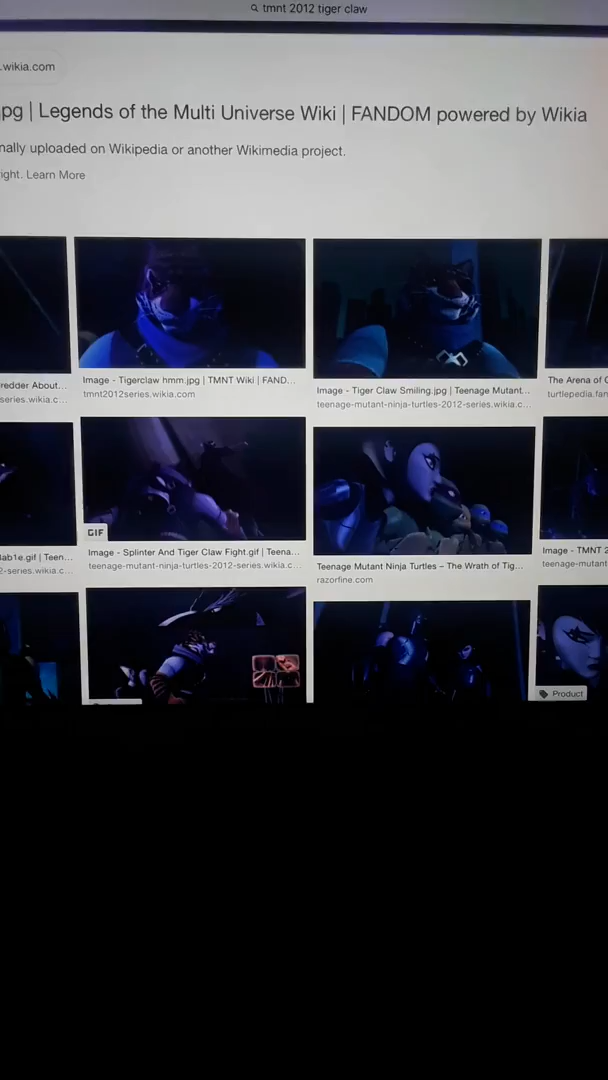 tmnt 2012 tiger claw
.wikia.com
pg | Legends of the Multi Universe Wiki | FANDOM powered by Wikia
nally uploaded on Wikipedia or another Wikimedia project.
ight. Learn More
redder About...
series.wikia.c...
Image - Tigerclaw hmm.jpg | TMNT Wiki | FAND...
tmnt2012series.wikia.com
Image - Tiger Claw Smiling.jpg | Teenage Mutant...
teenage-mutant-ninja-turtles-2012-series.wikia.c...
The Arena of C
turtlepedia.fan
GIF
ab1e.gif | Teen...
2-series.wikia.c...
Image - Splinter And Tiger Claw Fight.gif | Teena...
teenage-mutant-ninja-turtles-2012-series.wikia.c...
Teenage Mutant Ninja Turtles – The Wrath of Tig...
razorfine.com
Image - TMNT 2
teenage-mutant
Product